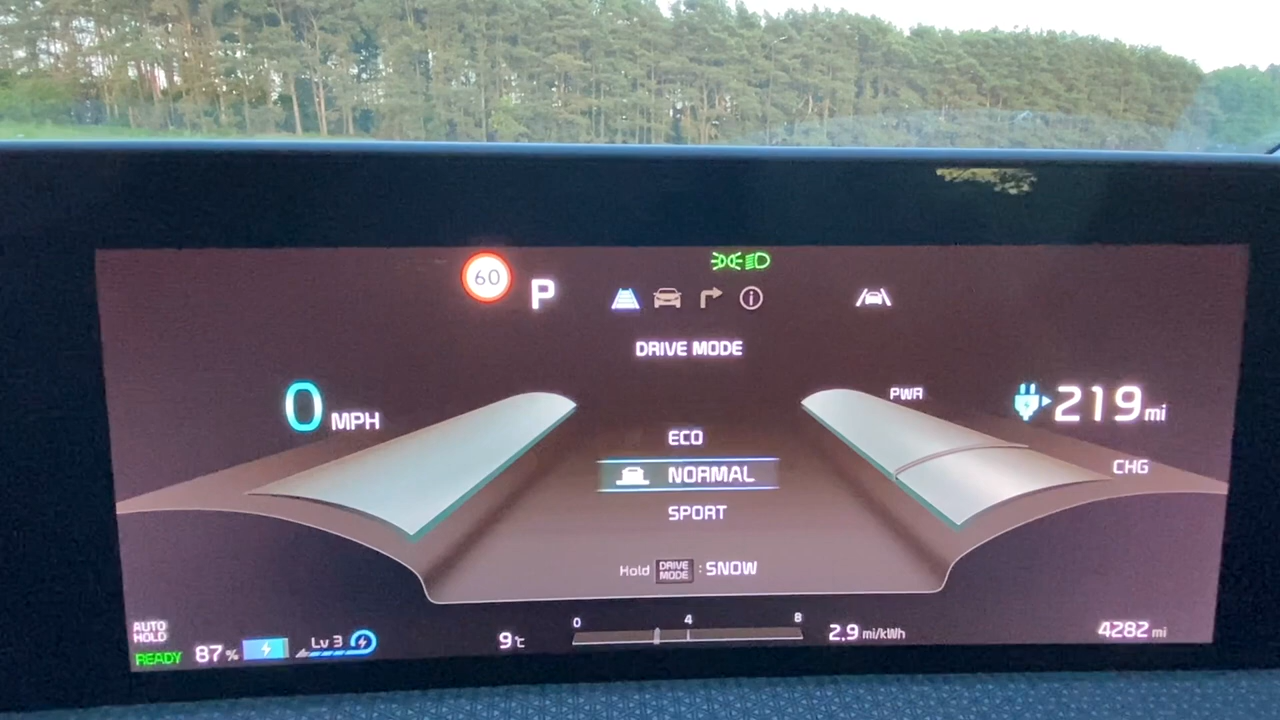 60
P
i
DRIVE MODE
0 MPH
PWR
219 mi
ECO
NORMAL
SPORT
CHG
Hold DRIVE MODE : SNOW
AUTO HOLD
READY
87 %
Lv 3
9 °C
0 4 8
2.9 mi/kWh
4282 mi